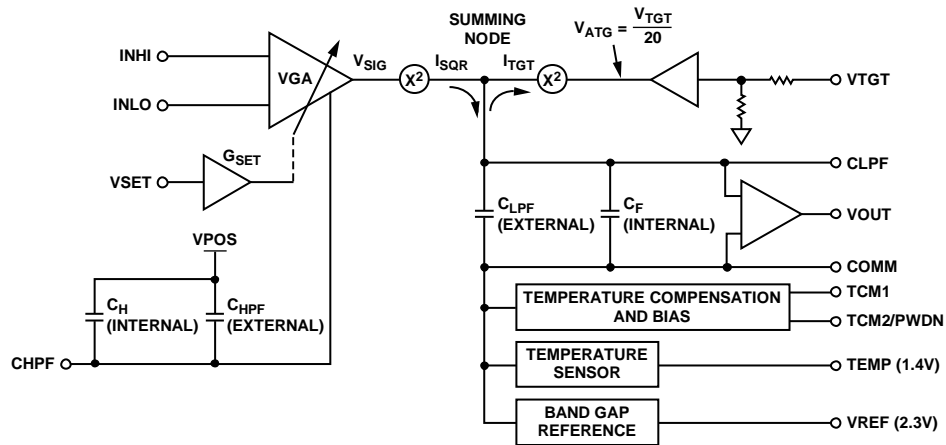 SUMMING
NODE
V_ATG = V_TGT
20
INHI
VGA
V_SIG
X²
I_SQR
I_TGT
X²
VTGT
INLO
G_SET
VSET
CLPF
C_LPF
(EXTERNAL)
C_F
(INTERNAL)
VOUT
VPOS
COMM
C_H
(INTERNAL)
C_HPF
(EXTERNAL)
TEMPERATURE COMPENSATION
AND BIAS
TCM1
TCM2/PWDN
CHPF
TEMPERATURE
SENSOR
TEMP (1.4V)
BAND GAP
REFERENCE
VREF (2.3V)